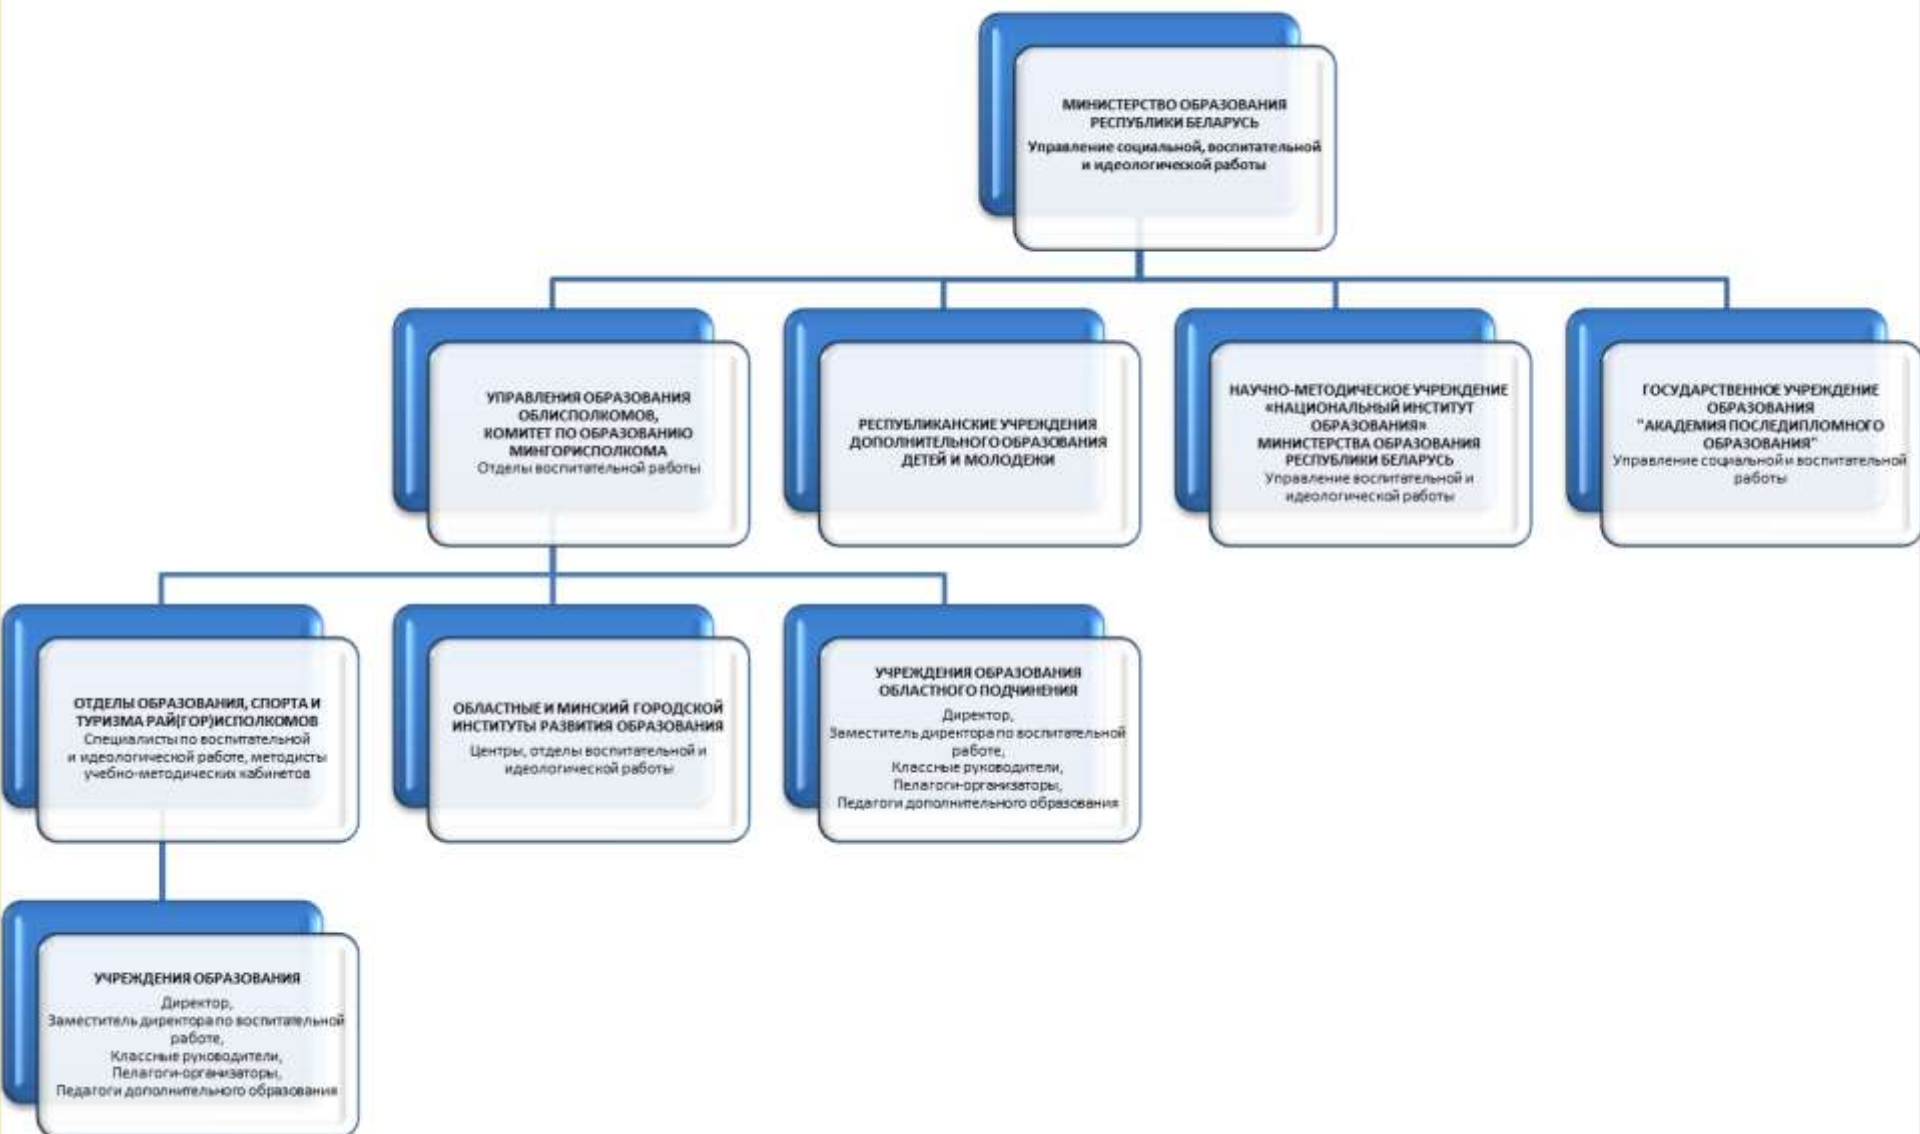 МИНИСТЕРСТВО ОБРАЗОВАНИЯ
РЕСПУБЛИКИ БЕЛАРУСЬ
Управление социальной, воспитательной
и идеологической работы
УПРАВЛЕНИЯ ОБРАЗОВАНИЯ
ОБЛИСПОЛКОМОВ,
КОМИТЕТ ПО ОБРАЗОВАНИЮ
МИНГОРИСПОЛКОМА
Отделы воспитательной работы
РЕСПУБЛИКАНСКИЕ УЧРЕЖДЕНИЯ
ДОПОЛНИТЕЛЬНОГО ОБРАЗОВАНИЯ
ДЕТЕЙ И МОЛОДЕЖИ
НАУЧНО-МЕТОДИЧЕСКОЕ УЧРЕЖДЕНИЕ
«НАЦИОНАЛЬНЫЙ ИНСТИТУТ
ОБРАЗОВАНИЯ»
МИНИСТЕРСТВА ОБРАЗОВАНИЯ
РЕСПУБЛИКИ БЕЛАРУСЬ
Управление воспитательной и
идеологической работы
ГОСУДАРСТВЕННОЕ УЧРЕЖДЕНИЕ
ОБРАЗОВАНИЯ
"АКАДЕМИЯ ПОСЛЕДИПЛОМНОГО
ОБРАЗОВАНИЯ"
Управление социальной и воспитательной
работы
ОТДЕЛЫ ОБРАЗОВАНИЯ, СПОРТА И
ТУРИЗМА РАЙ(ГОР)ИСПОЛКОМОВ
Специалисты по воспитательной
и идеологической работе, методисты
учебно-методических кабинетов
ОБЛАСТНЫЕ И МИНСКИЙ ГОРОДСКОЙ
ИНСТИТУТЫ РАЗВИТИЯ ОБРАЗОВАНИЯ
Центры, отделы воспитательной и
идеологической работы
УЧРЕЖДЕНИЯ ОБРАЗОВАНИЯ
ОБЛАСТНОГО ПОДЧИНЕНИЯ
Директор,
Заместитель директора по воспитательной
работе,
Классные руководители,
Пелагоги-организаторы,
Педагоги дополнительного образования
УЧРЕЖДЕНИЯ ОБРАЗОВАНИЯ
Директор,
Заместитель директора по воспитательной
работе,
Классные руководители,
Пелагоги-организаторы,
Педагоги дополнительного образования